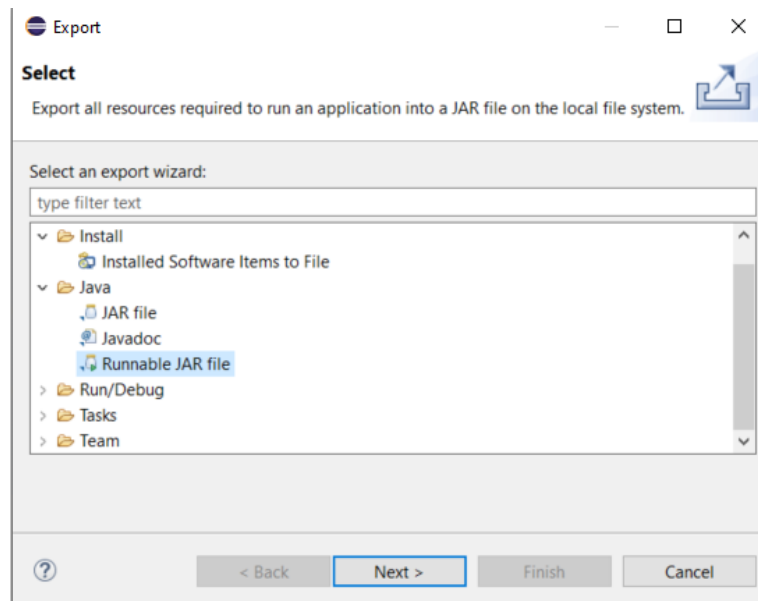 Export
Select
Export all resources required to run an application into a JAR file on the local file system.
Select an export wizard:
type filter text
Install
Installed Software Items to File
Java
JAR file
Javadoc
Runnable JAR file
Run/Debug
Tasks
Team
? < Back Next > Finish Cancel